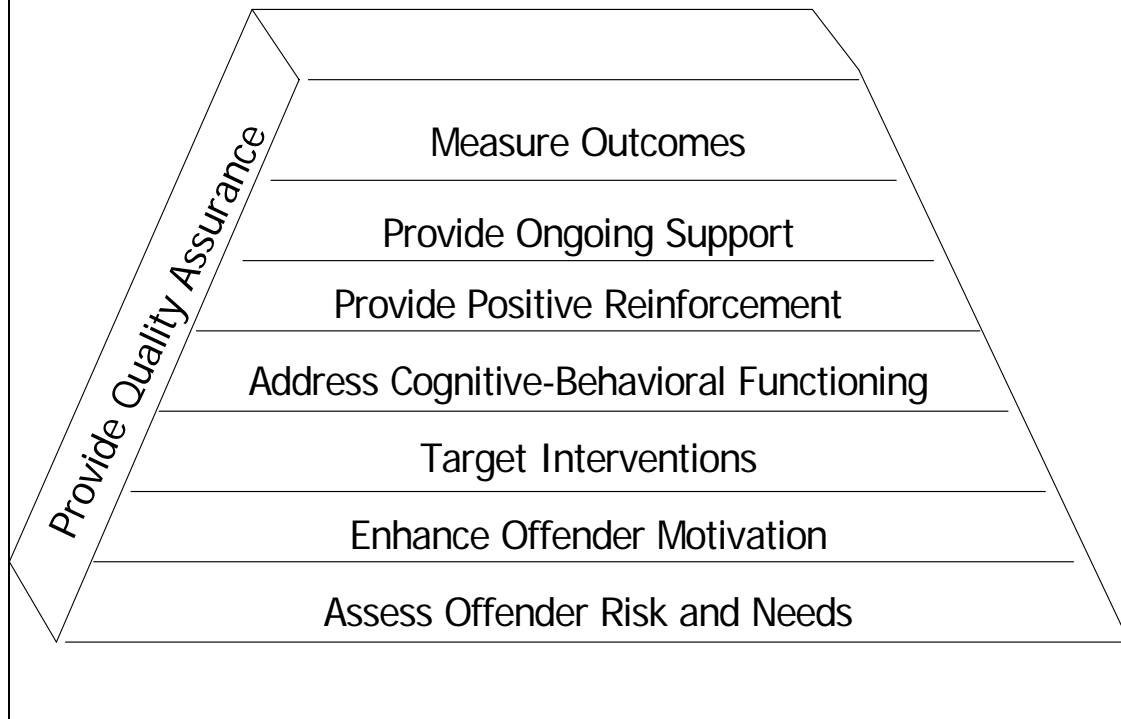 Measure Outcomes
Provide Ongoing Support
Provide Positive Reinforcement
Address Cognitive-Behavioral Functioning
Target Interventions
Enhance Offender Motivation
Assess Offender Risk and Needs
Provide Quality Assurance